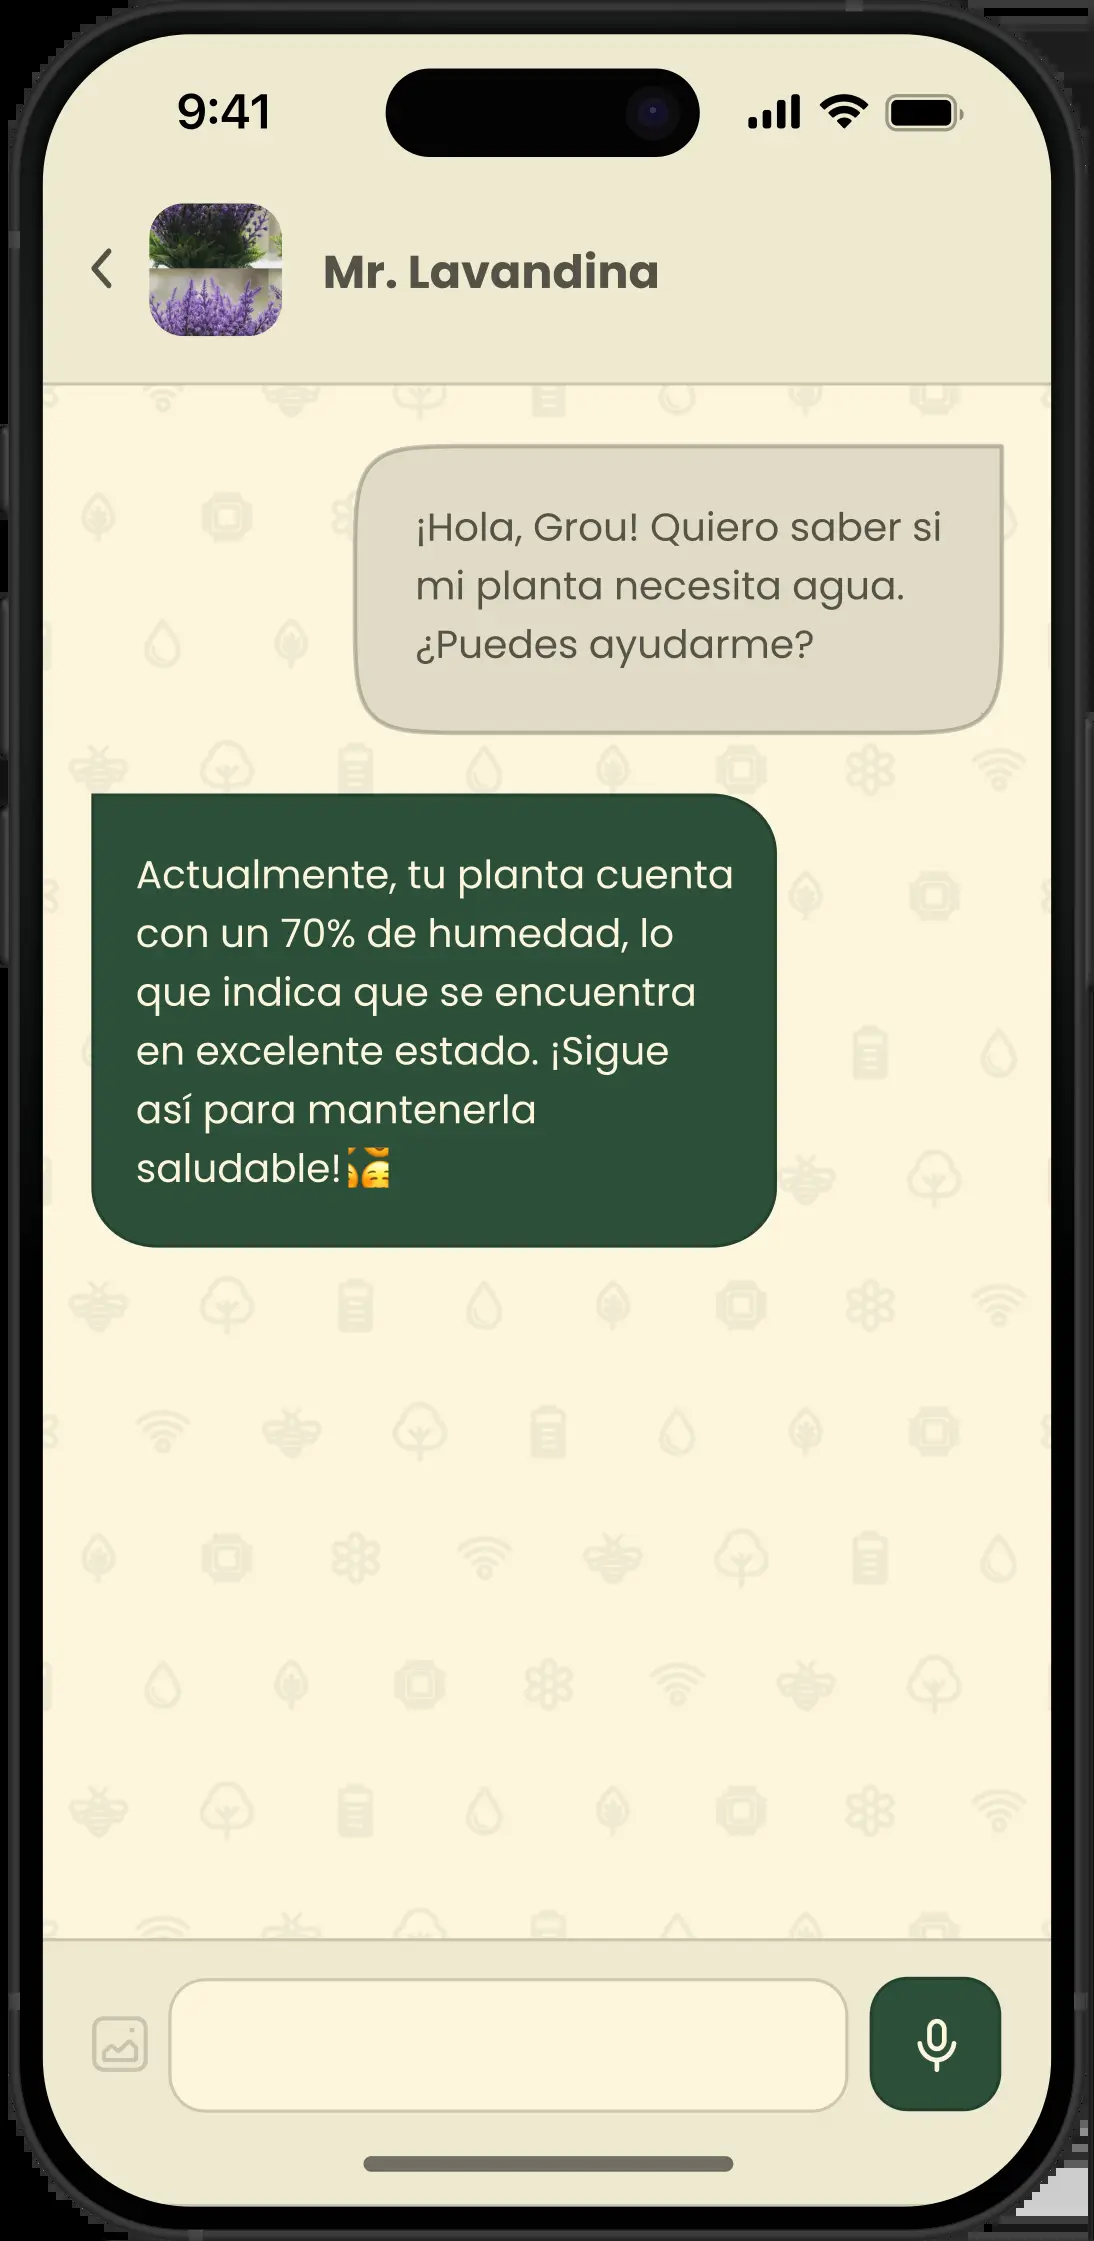 9:41
Mr. Lavandina
¡Hola, Grou! Quiero saber si
mi planta necesita agua.
¿Puedes ayudarme?
Actualmente, tu planta cuenta
con un 70% de humedad, lo
que indica que se encuentra
en excelente estado. ¡Sigue
así para mantenerla
saludable!🥳